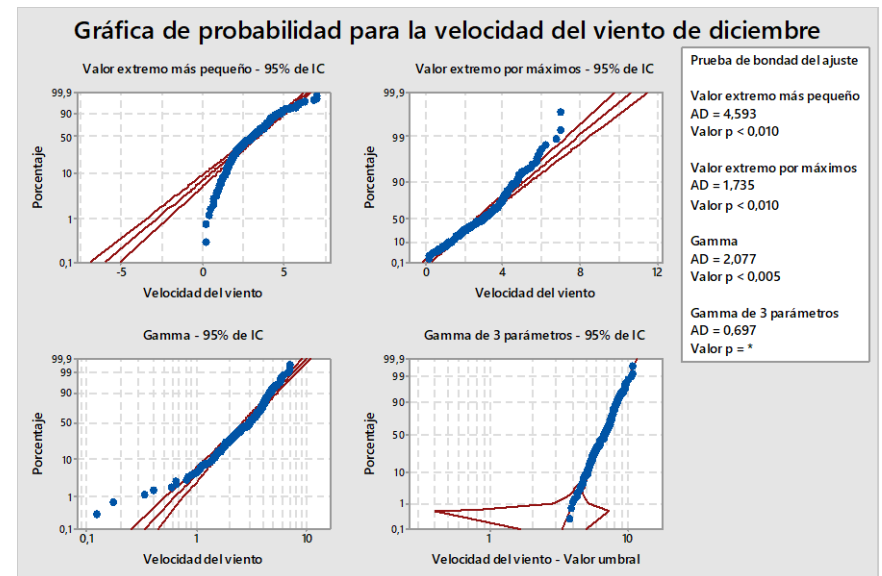 Gráfica de probabilidad para la velocidad del viento de diciembre
Valor extremo más pequeño - 95% de IC
99,9
90
50
10
1
0,1
Porcentaje
-5
0
5
Velocidad del viento
Valor extremo por máximos - 95% de IC
99,9
99
90
50
10
0,1
Porcentaje
0
4
8
12
Velocidad del viento
Gamma - 95% de IC
99,9
99
90
50
10
1
0,1
Porcentaje
0,1
1
10
Velocidad del viento
Gamma de 3 parámetros - 95% de IC
99,9
99
90
50
10
1
0,1
Porcentaje
1
10
Velocidad del viento - Valor umbral
Prueba de bondad del ajuste
Valor extremo más pequeño
AD = 4,593
Valor p < 0,010
Valor extremo por máximos
AD = 1,735
Valor p < 0,010
Gamma
AD = 2,077
Valor p < 0,005
Gamma de 3 parámetros
AD = 0,697
Valor p = *